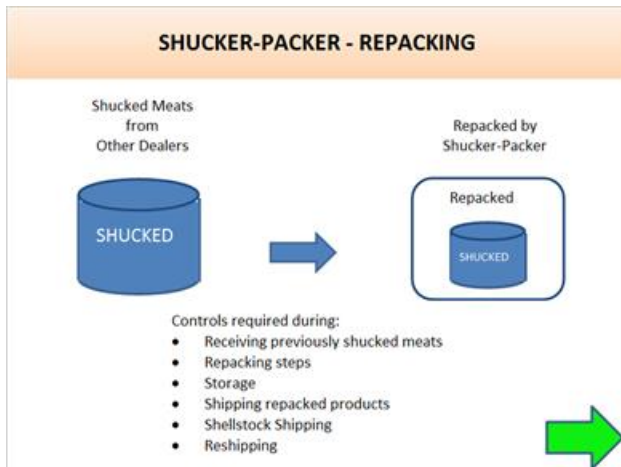 SHUCKER-PACKER - REPACKING
Shucked Meats
from
Other Dealers
SHUCKED
Repacked by
Shucker-Packer
Repacked
SHUCKED
Controls required during:
• Receiving previously shucked meats
• Repacking steps
• Storage
• Shipping repacked products
• Shellstock Shipping
• Reshipping